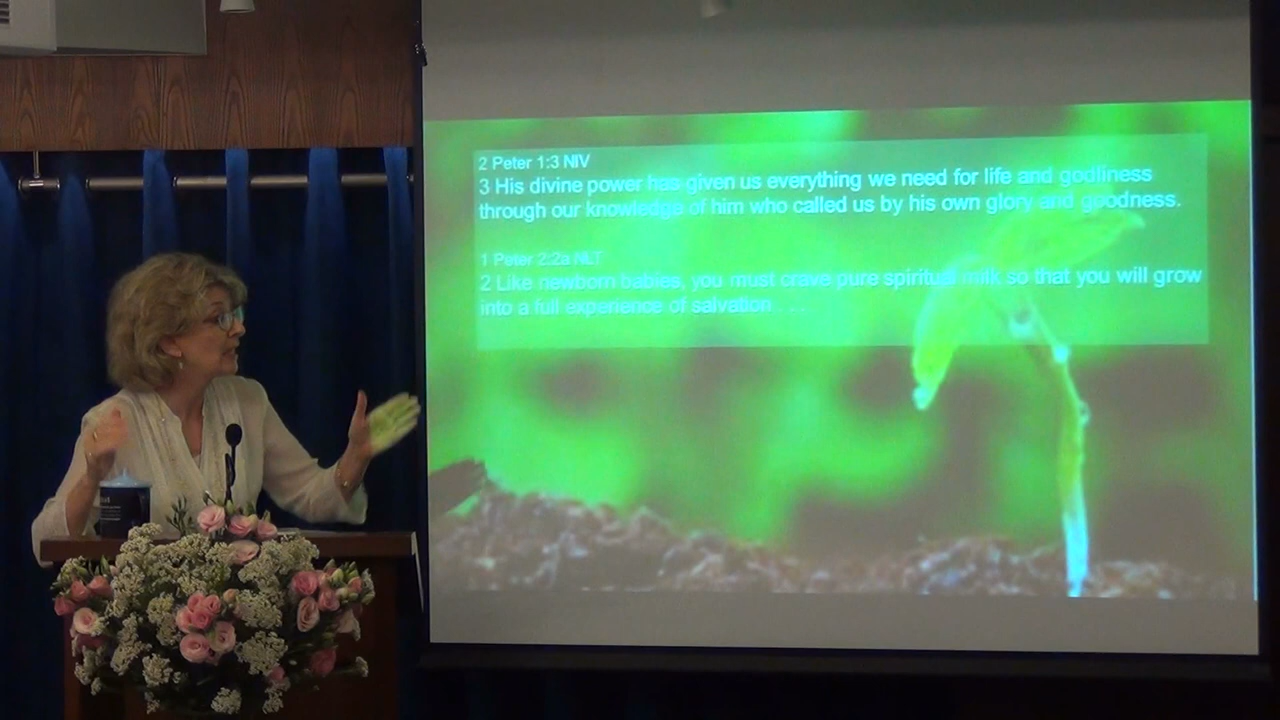 2 Peter 1:3 NIV
3 His divine power has given us everything we need for life and godliness
through our knowledge of him who called us by his own glory and goodness.
1 Peter 2:2a NLT
2 Like newborn babies, you must crave pure spiritual milk so that you will grow
into a full experience of salvation . . .